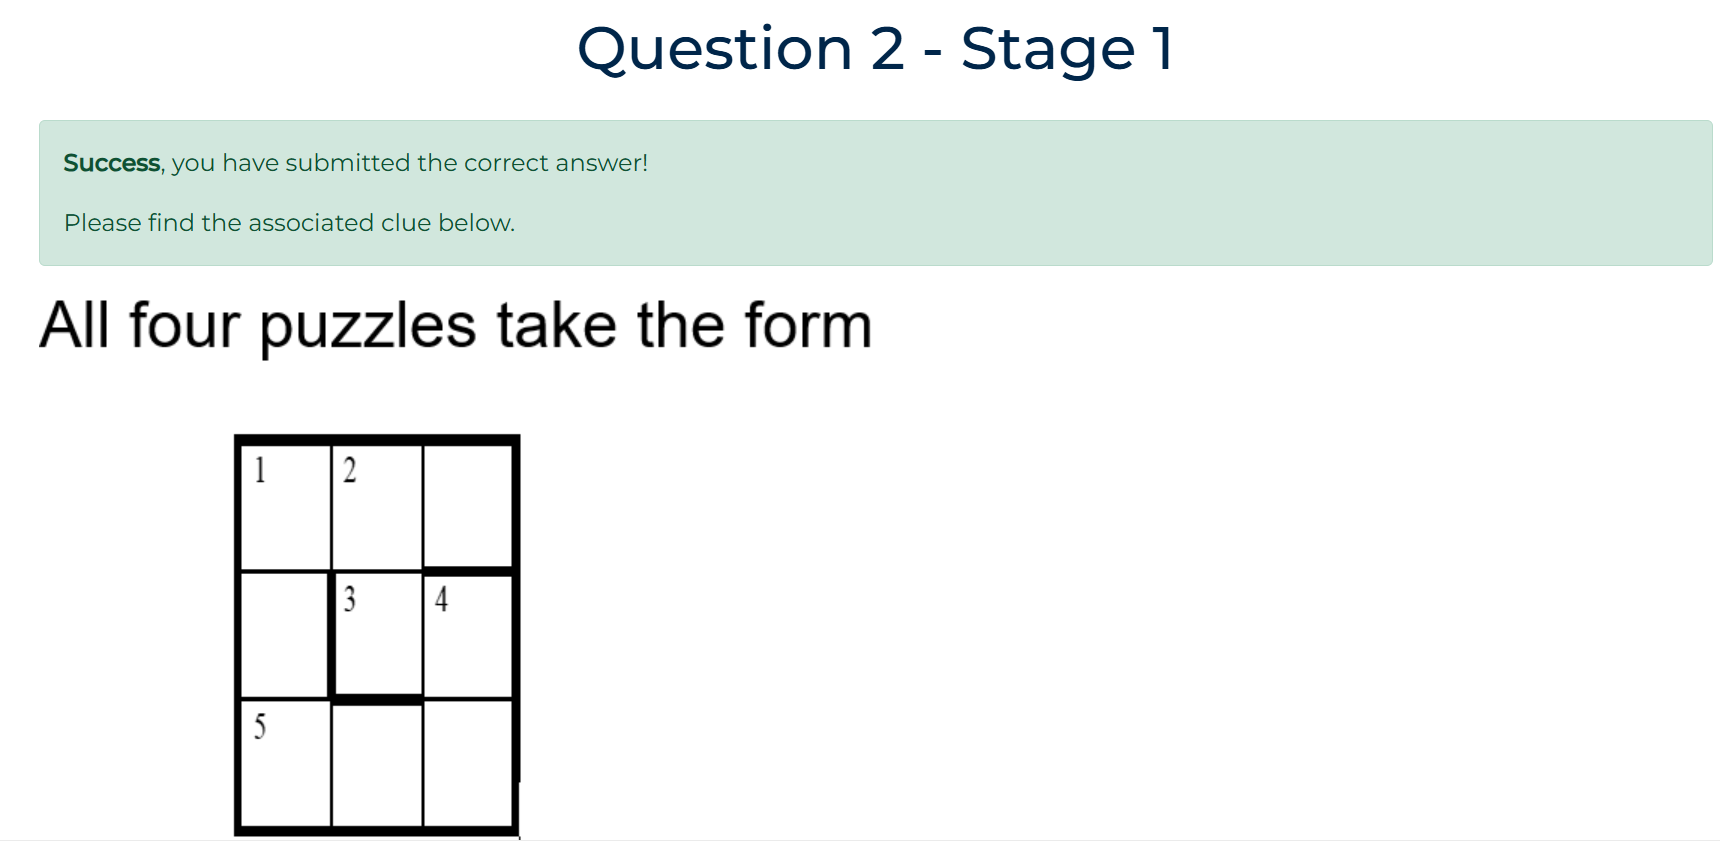 Question 2 - Stage 1
Success, you have submitted the correct answer!
Please find the associated clue below.
All four puzzles take the form
1 2
3 4
5